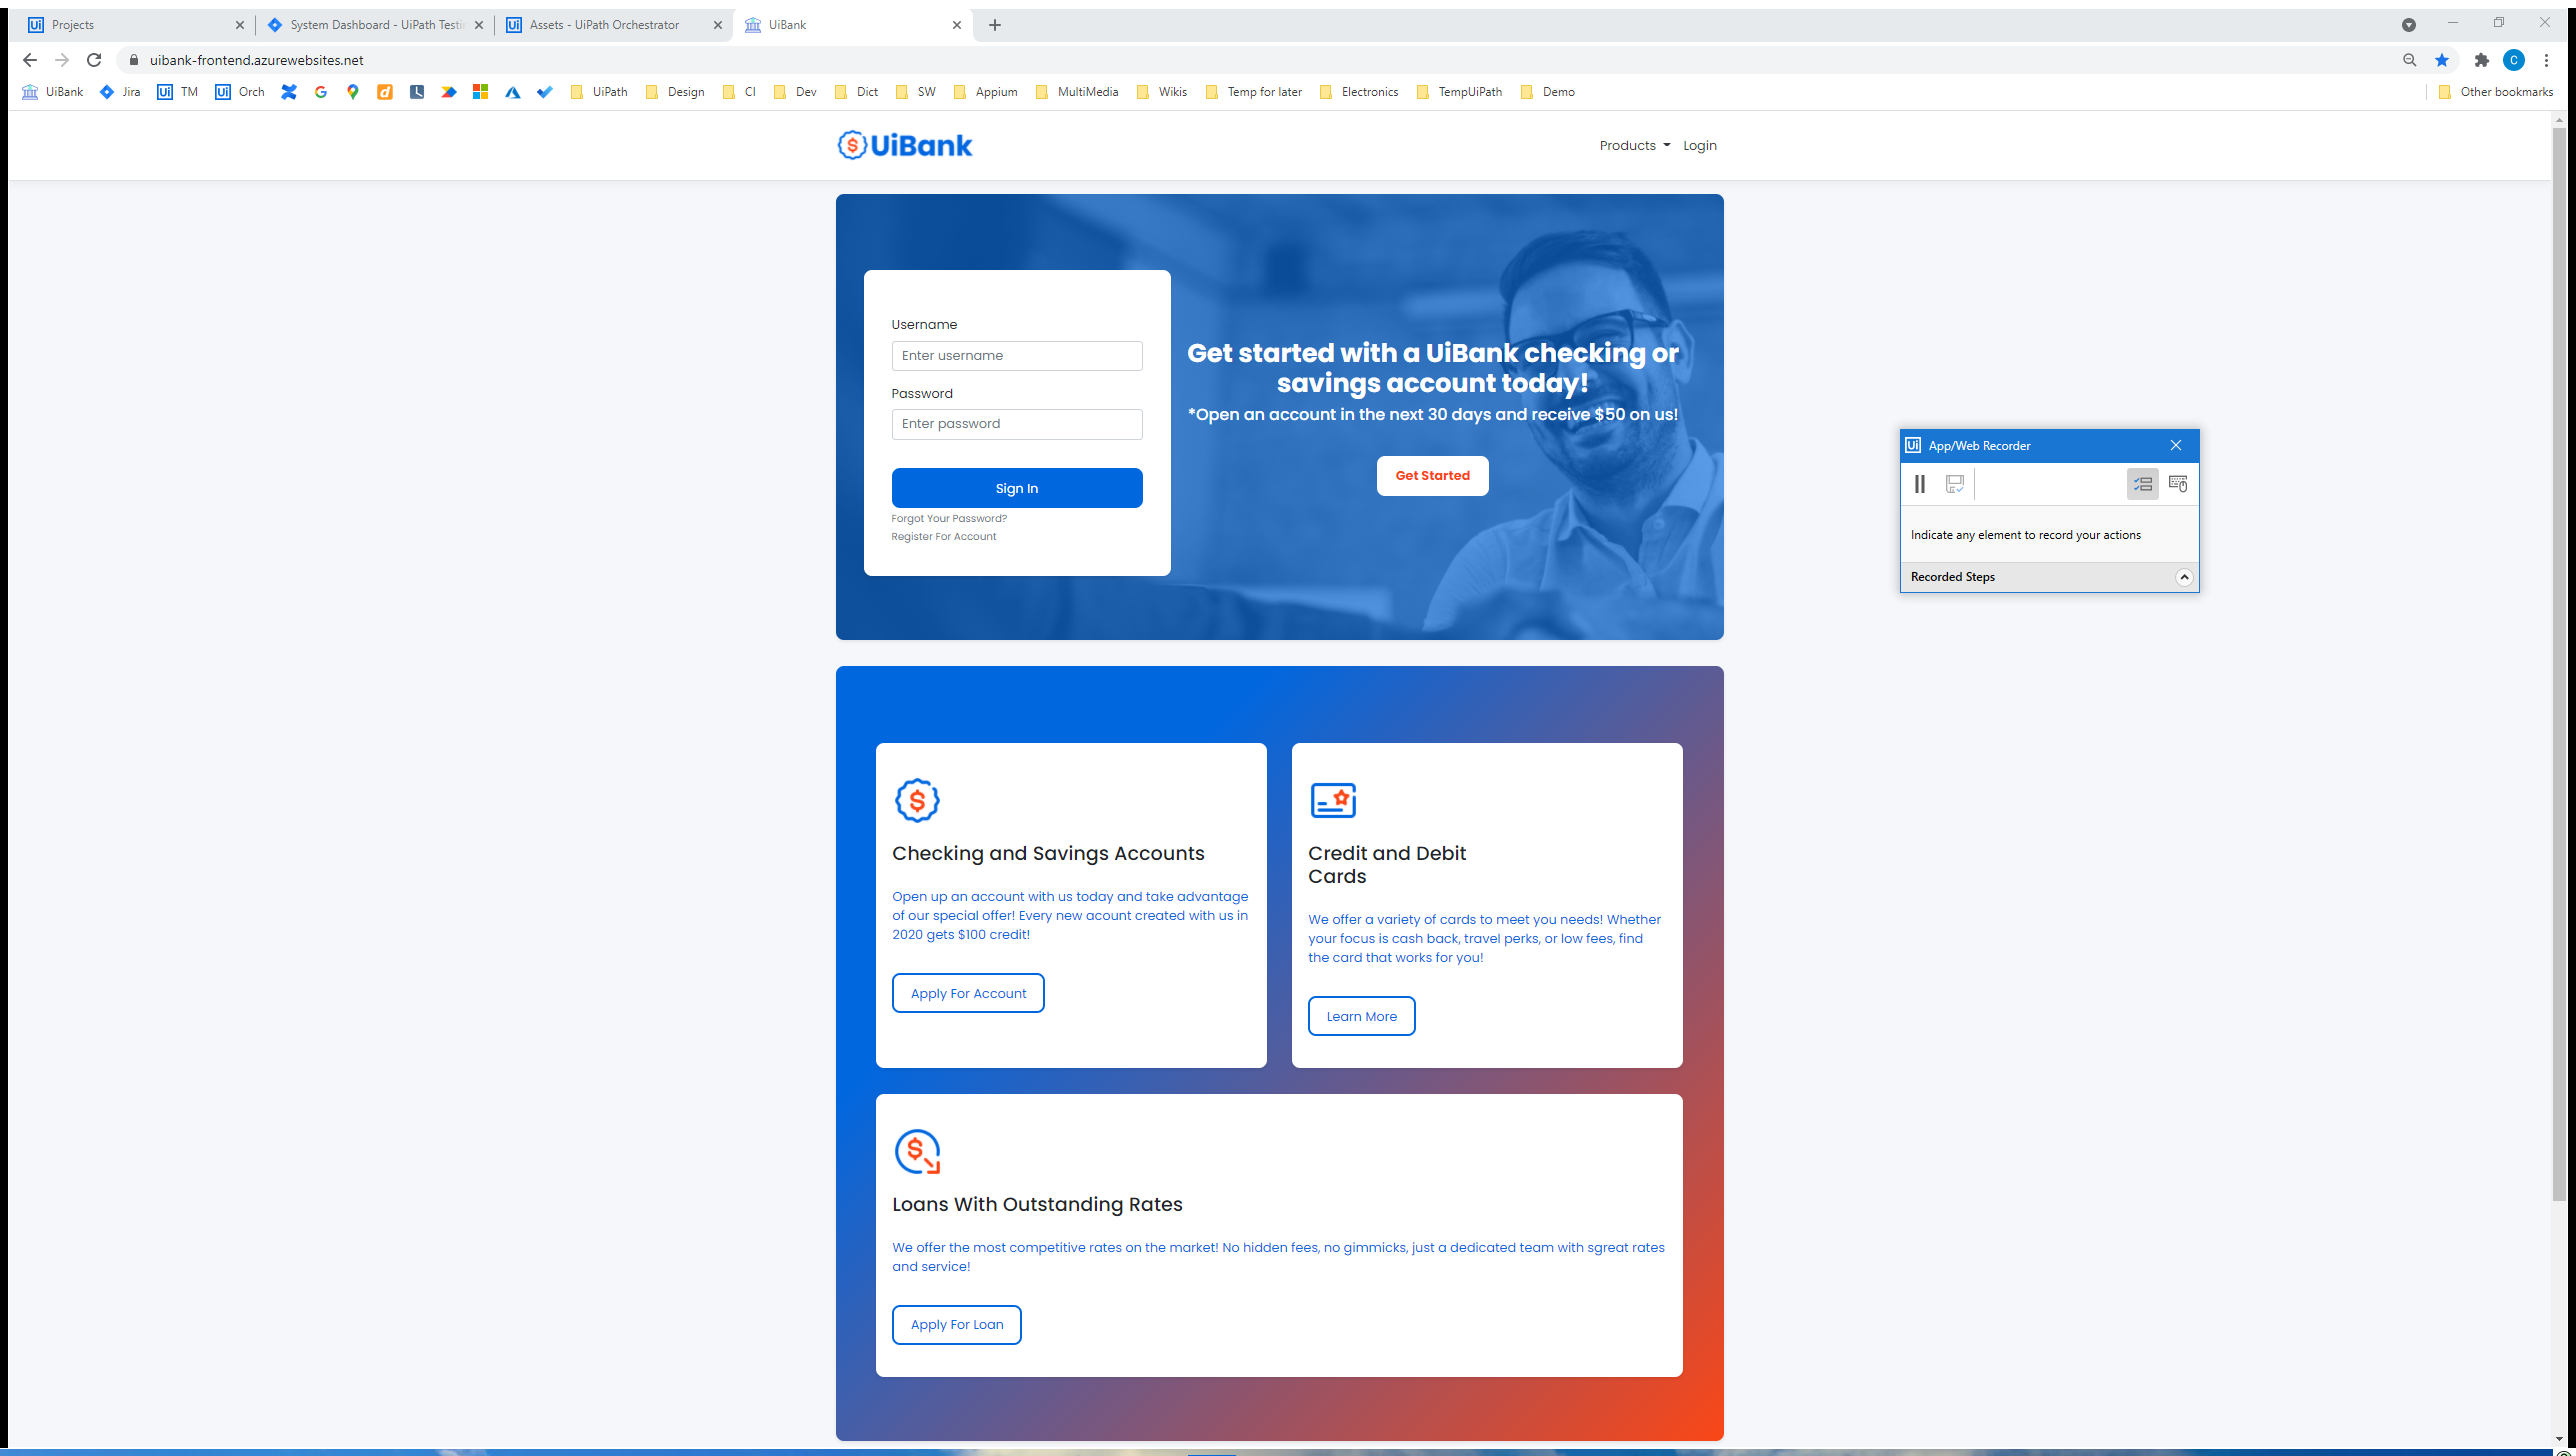 Projects
System Dashboard - UiPath Testi
Assets - UiPath Orchestrator
UiBank
uibank-frontend.azurewebsites.net
C
UiBank
Jira
TM
Orch
UiPath
Design
CI
Dev
Dict
SW
Appium
MultiMedia
Wikis
Temp for later
Electronics
TempUiPath
Demo
Other bookmarks
UiBank
Products
Login
Username
Enter username
Password
Enter password
Sign In
Forgot Your Password?
Register For Account
Get started with a UiBank checking or
savings account today!
*Open an account in the next 30 days and receive $50 on us!
Get Started
Ui App/Web Recorder
Indicate any element to record your actions
Recorded Steps
Checking and Savings Accounts
Open up an account with us today and take advantage
of our special offer! Every new acount created with us in
2020 gets $100 credit!
Apply For Account
Credit and Debit
Cards
We offer a variety of cards to meet you needs! Whether
your focus is cash back, travel perks, or low fees, find
the card that works for you!
Learn More
Loans With Outstanding Rates
We offer the most competitive rates on the market! No hidden fees, no gimmicks, just a dedicated team with sgreat rates
and service!
Apply For Loan